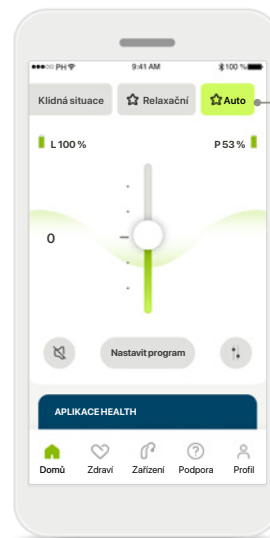 PH 9:41 AM 100 %
Klidná situace Relaxační Auto
L 100 % P 53 %
0
Nastavit program
APLIKACE HEALTH
Domů Zdraví Zařízení Podpora Profil